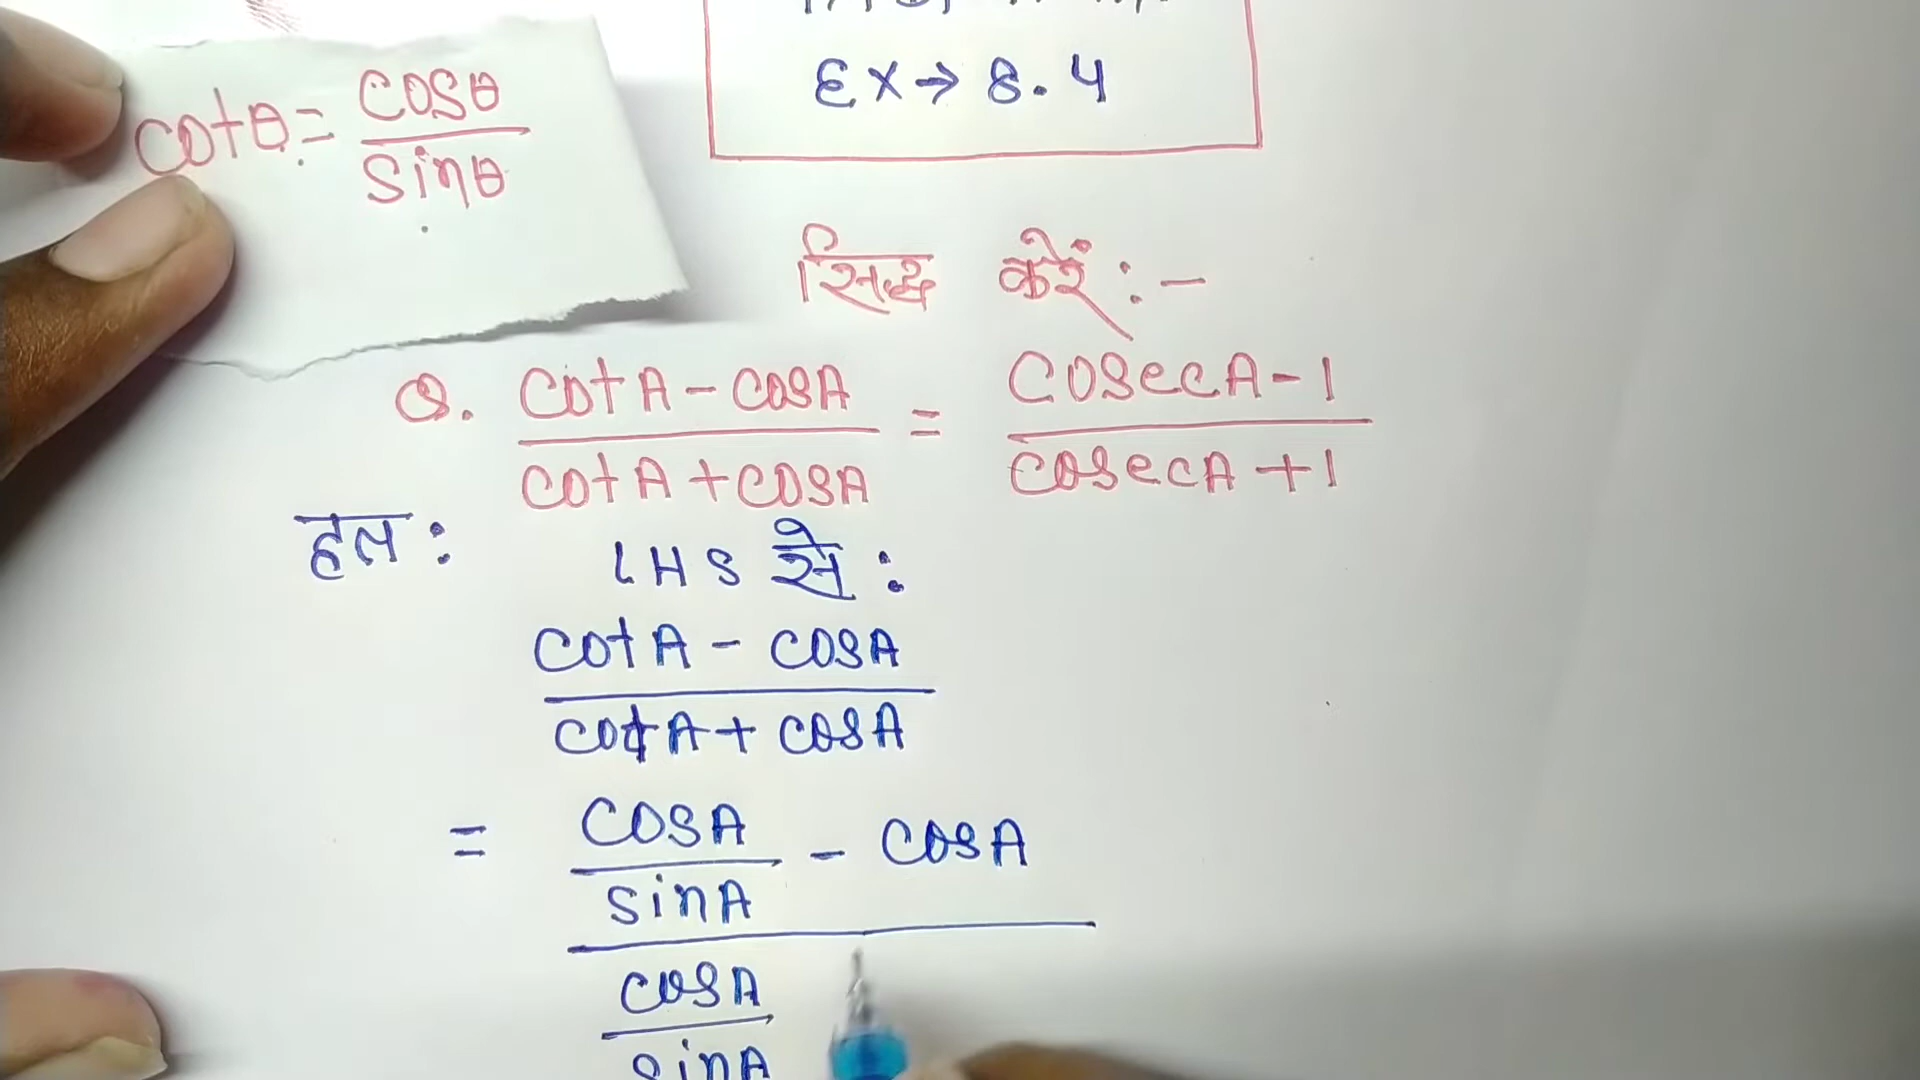 cotθ = cosθ / sinθ
Ex→ 8.4
सिद्ध करें :-
Q. cotA - cosA / cotA + cosA = cosecA - 1 / cosecA + 1
हल :
LHS से :
cotA - cosA
cotA + cosA
= cosA / sinA - cosA
cosA
sinA